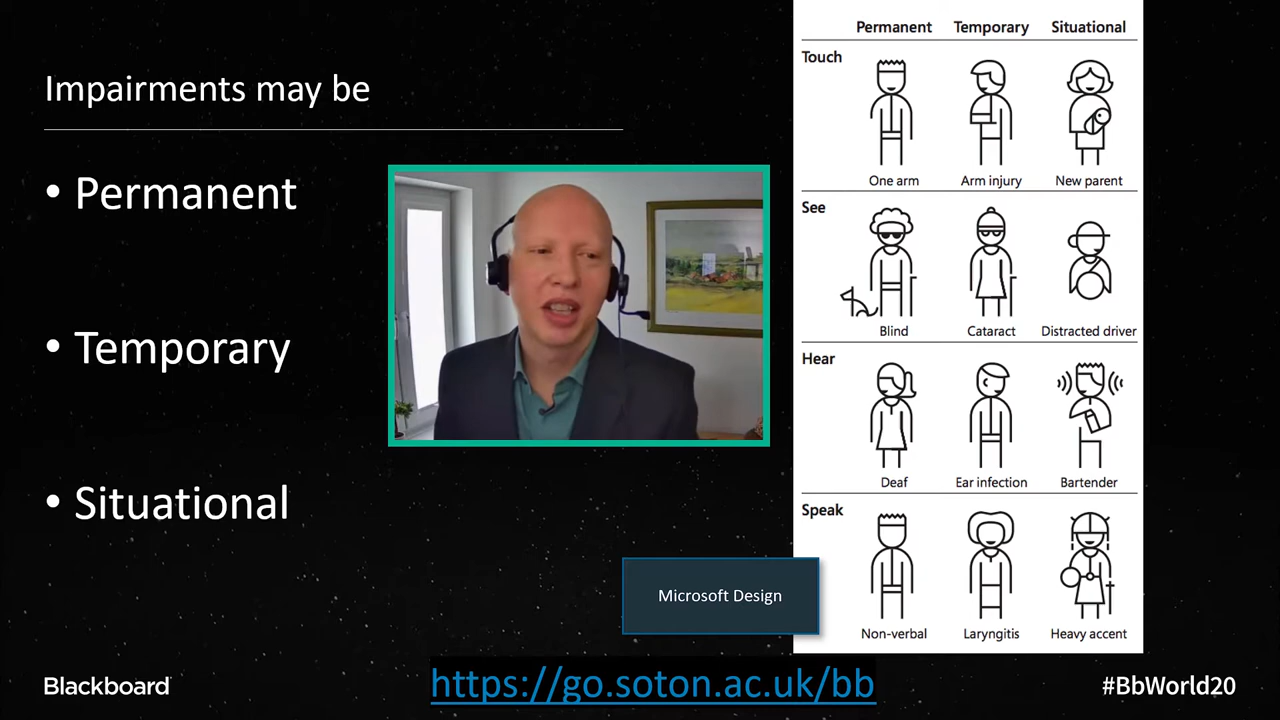 Impairments may be
• Permanent
• Temporary
• Situational
Permanent Temporary Situational
Touch
One arm Arm injury New parent
See
Blind Cataract Distracted driver
Hear
Deaf Ear infection Bartender
Speak
Non-verbal Laryngitis Heavy accent
Microsoft Design
https://go.soton.ac.uk/bb
Blackboard
#BbWorld20